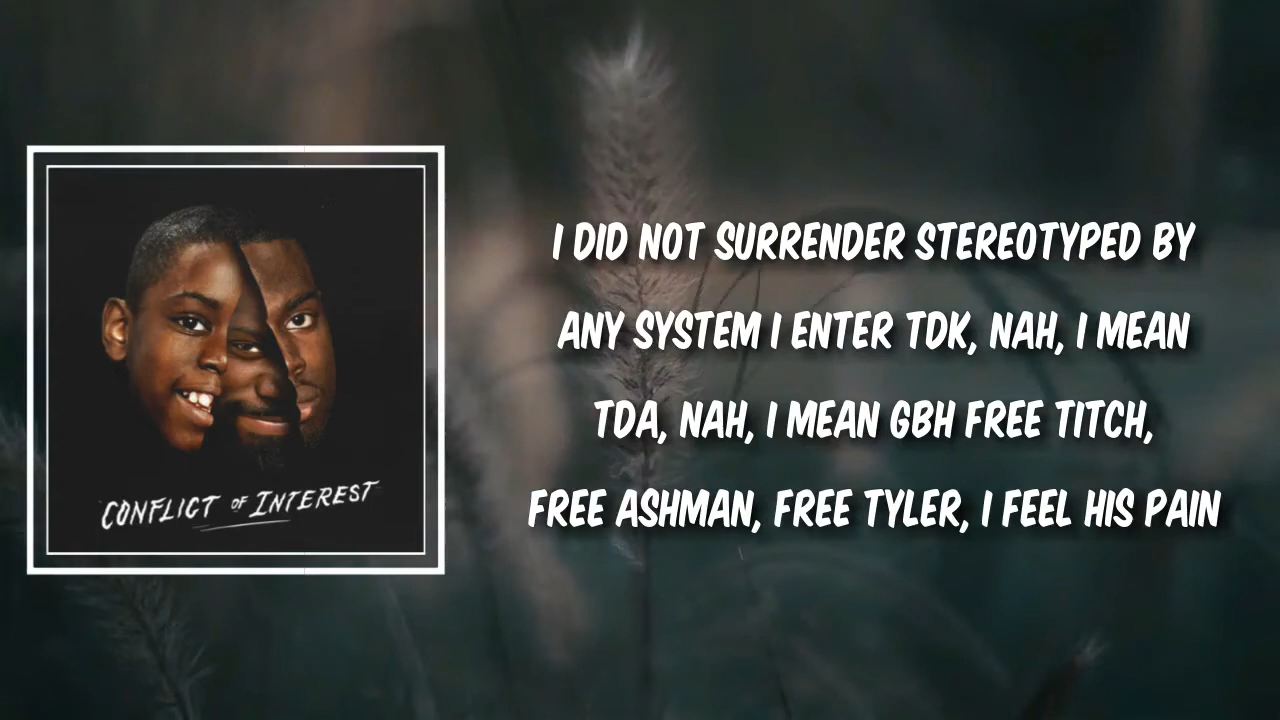 CONFLICT OF INTEREST
I DID NOT SURRENDER STEREOTYPED BY
ANY SYSTEM I ENTER TDK, NAH, I MEAN
TDA, NAH, I MEAN GBH FREE TITCH,
FREE ASHMAN, FREE TYLER, I FEEL HIS PAIN